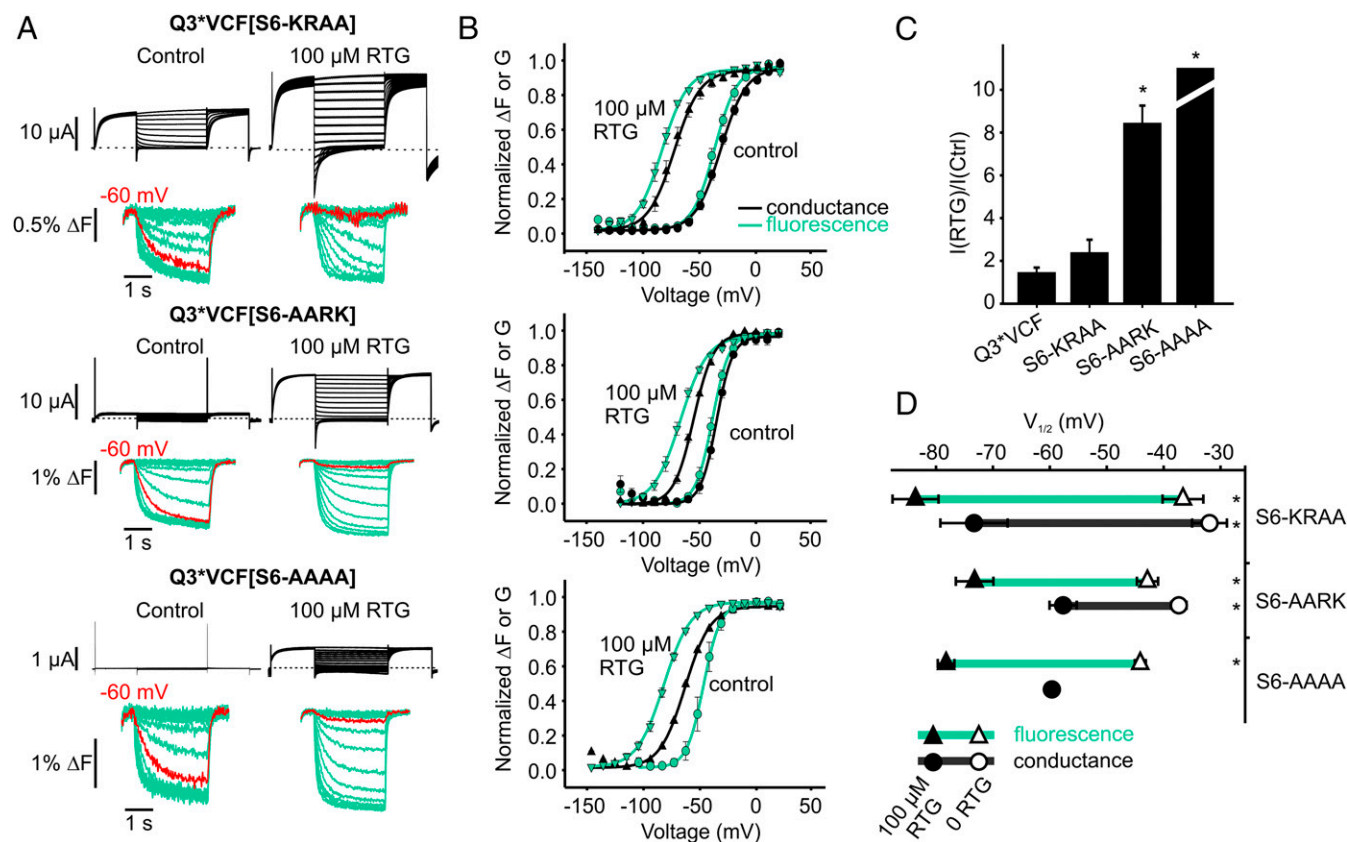 A
Q3*VCF[S6-KRAA]
Control
100 µM RTG
10 µA
-60 mV
0.5% ΔF
1 s
Q3*VCF[S6-AARK]
Control
100 µM RTG
10 µA
-60 mV
1% ΔF
1 s
Q3*VCF[S6-AAAA]
Control
100 µM RTG
1 µA
-60 mV
1% ΔF
1 s
B
Normalized ΔF or G
1.0
0.8
0.6
0.4
0.2
0.0
100 µM
RTG
control
conductance
fluorescence
-150 -100 -50 0 50
Voltage (mV)
Normalized ΔF or G
1.0
0.8
0.6
0.4
0.2
0.0
100 µM
RTG
control
-150 -100 -50 0 50
Voltage (mV)
Normalized ΔF or G
1.0
0.8
0.6
0.4
0.2
0.0
100 µM
RTG
control
-150 -100 -50 0 50
Voltage (mV)
C
I(RTG)/I(Ctrl)
10
8
6
4
2
0
*
*
Q3*VCF
S6-KRAA
S6-AARK
S6-AAAA
D
V1/2 (mV)
-80 -70 -60 -50 -40 -30
*
*
S6-KRAA
*
*
S6-AARK
*
S6-AAAA
fluorescence
conductance
100 µM
RTG
0 RTG